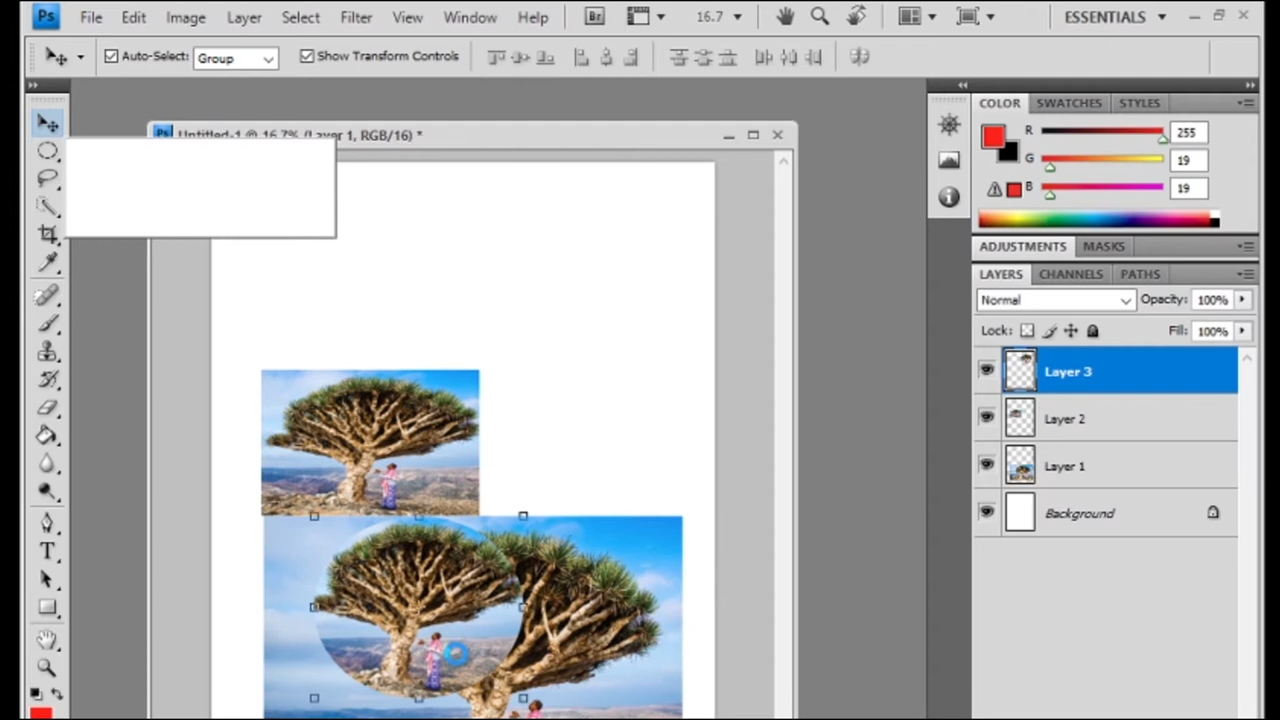 Ps File Edit Image Layer Select Filter View Window Help Br 16.7 ESSENTIALS
Auto-Select: Group Show Transform Controls
COLOR SWATCHES STYLES
Ps Untitled-1 @ 16.7% (Layer 1, RGB/16) *
R 255
G 19
B 19
ADJUSTMENTS MASKS
LAYERS CHANNELS PATHS
Normal Opacity: 100%
Lock: Fill: 100%
Layer 3
Layer 2
Layer 1
Background
T